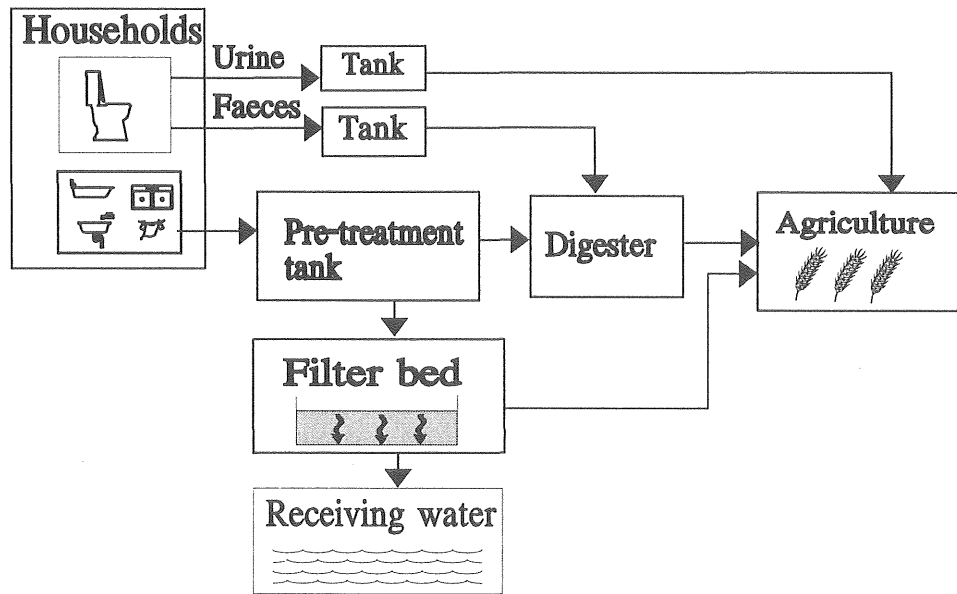 Households
Urine
Tank
Faeces
Tank
Pre-treatment
tank
Digester
Agriculture
Filter bed
Receiving water